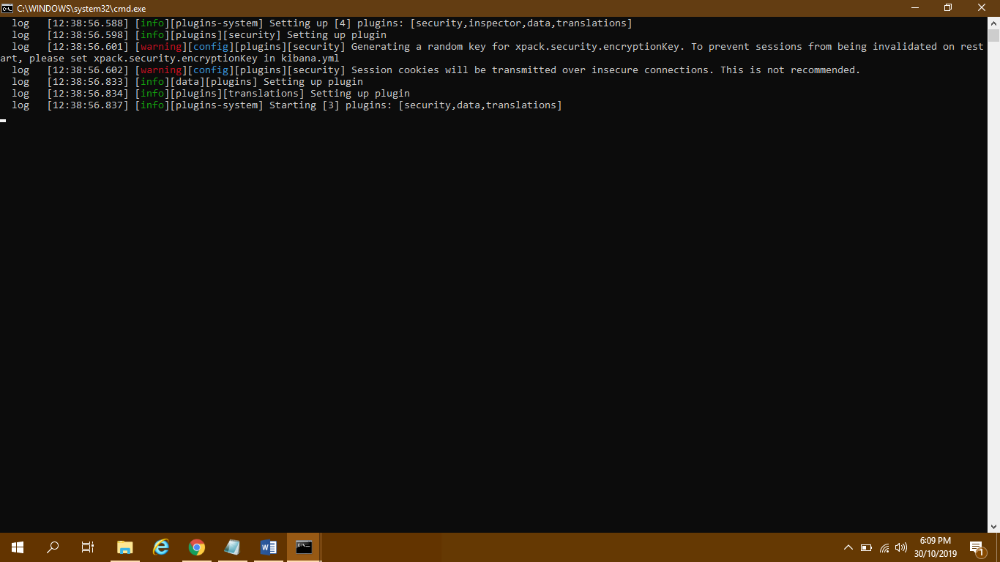 C:\WINDOWS\system32\cmd.exe
log   [12:38:56.588] [info][plugins-system] Setting up [4] plugins: [security,inspector,data,translations]
log   [12:38:56.598] [info][plugins][security] Setting up plugin
log   [12:38:56.601] [warning][config][plugins][security] Generating a random key for xpack.security.encryptionKey. To prevent sessions from being invalidated on rest
art, please set xpack.security.encryptionKey in kibana.yml
log   [12:38:56.602] [warning][config][plugins][security] Session cookies will be transmitted over insecure connections. This is not recommended.
log   [12:38:56.833] [info][data][plugins] Setting up plugin
log   [12:38:56.834] [info][plugins][translations] Setting up plugin
log   [12:38:56.837] [info][plugins-system] Starting [3] plugins: [security,data,translations]
6:09 PM
30/10/2019
1